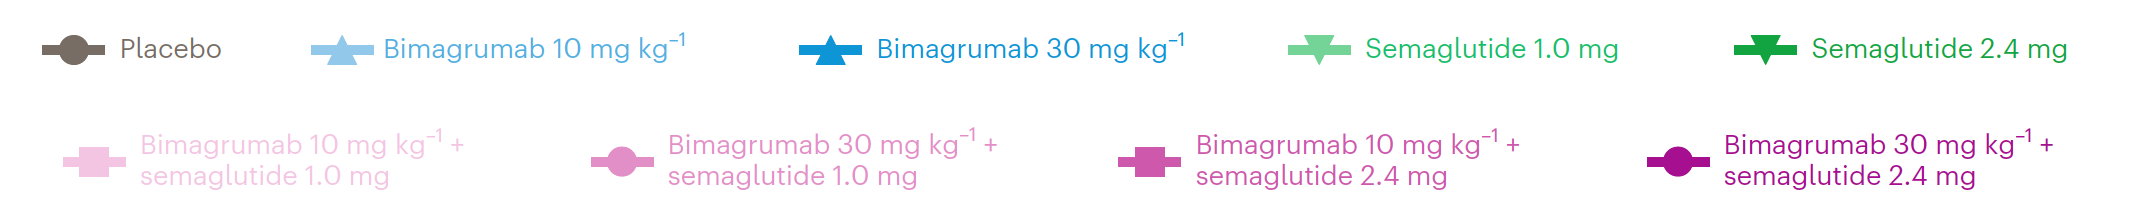 Placebo Bimagrumab 10 mg kg⁻¹ Bimagrumab 30 mg kg⁻¹ Semaglutide 1.0 mg Semaglutide 2.4 mg
Bimagrumab 10 mg kg⁻¹ +
semaglutide 1.0 mg
Bimagrumab 30 mg kg⁻¹ +
semaglutide 1.0 mg
Bimagrumab 10 mg kg⁻¹ +
semaglutide 2.4 mg
Bimagrumab 30 mg kg⁻¹ +
semaglutide 2.4 mg